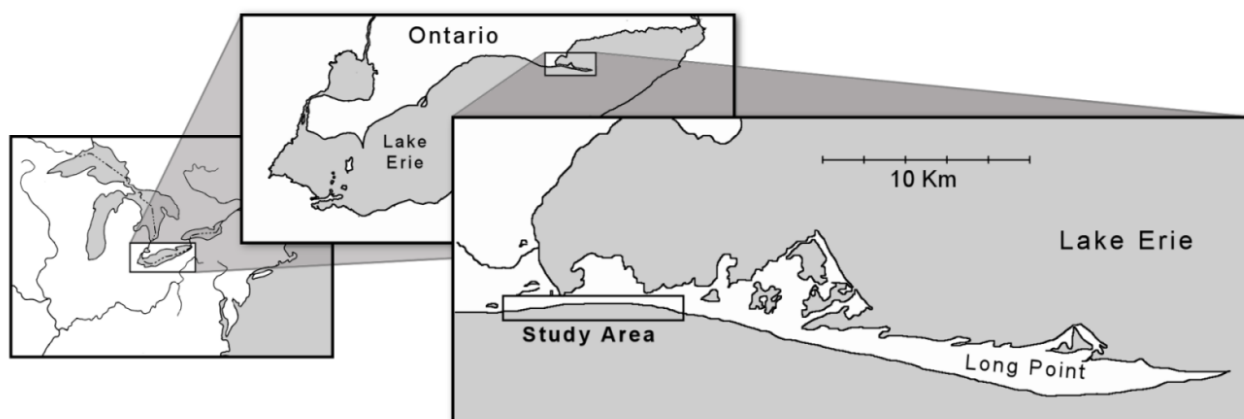 Ontario
Lake
Erie
10 Km
Lake Erie
Study Area
Long Point